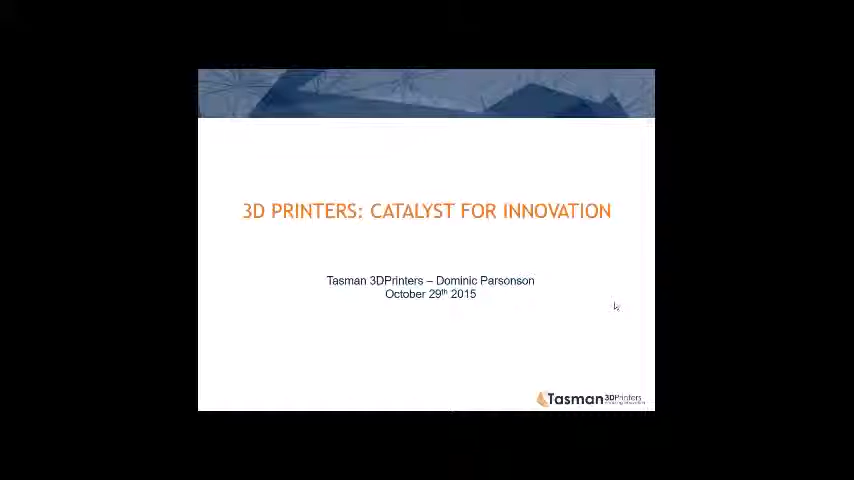 3D PRINTERS: CATALYST FOR INNOVATION
Tasman 3DPrinters – Dominic Parsonson
October 29th 2015
Tasman 3DPrinters